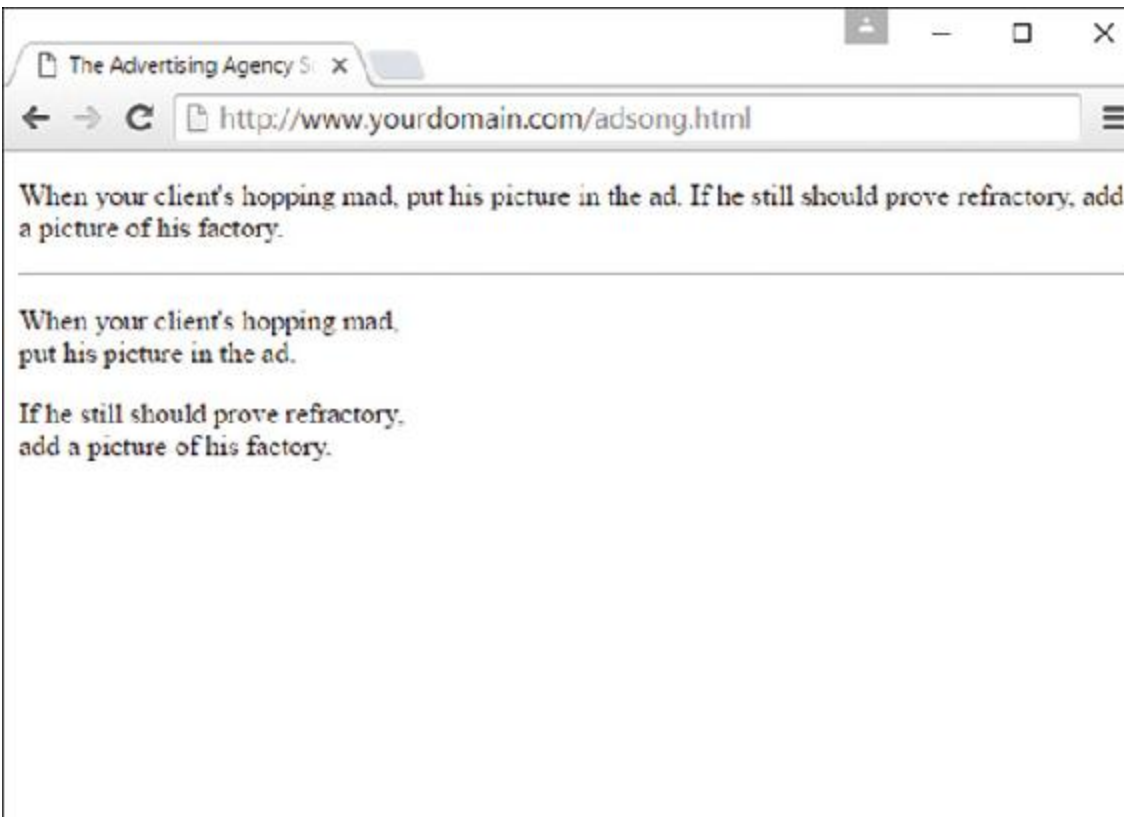 The Advertising Agency S
http://www.yourdomain.com/adsong.html
When your client's hopping mad, put his picture in the ad. If he still should prove refractory, add
a picture of his factory.
When your client's hopping mad,
put his picture in the ad.
If he still should prove refractory,
add a picture of his factory.